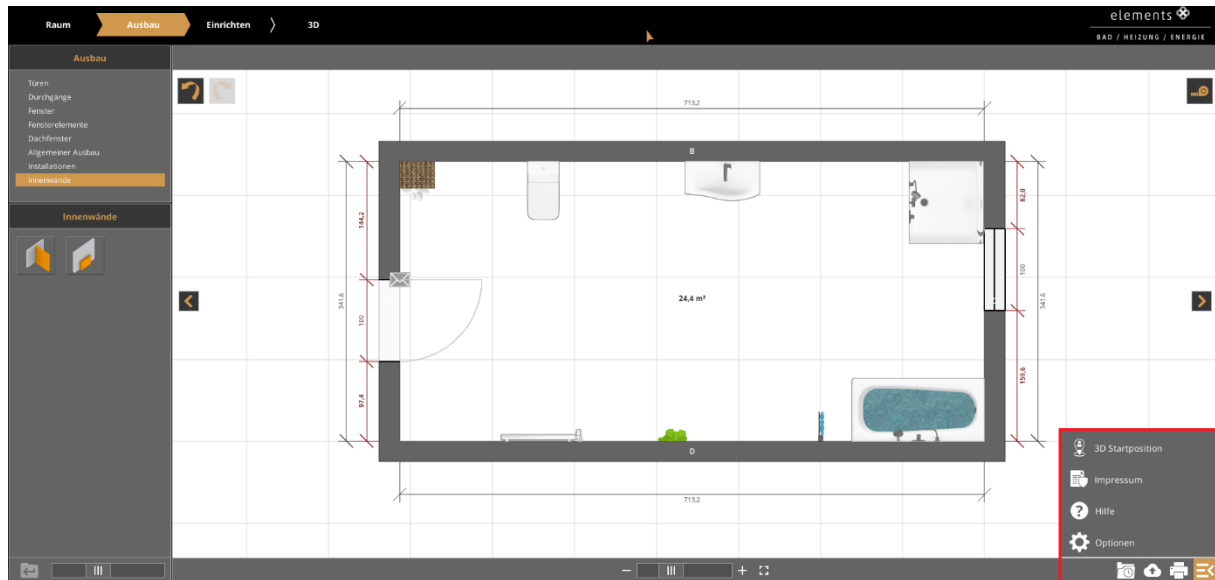 Raum
Ausbau
Einrichten
3D
elements
BAD / HEIZUNG / ENERGIE
Ausbau
Türen
Durchgänge
Fenster
Fensterelemente
Dachfenster
Allgemeiner Ausbau
Installationen
Innenwände
Innenwände
713,2
B
144,2
82,0
341,6
100
24,4 m²
100
341,6
97,4
159,6
D
713,2
3D Startposition
Impressum
Hilfe
Optionen